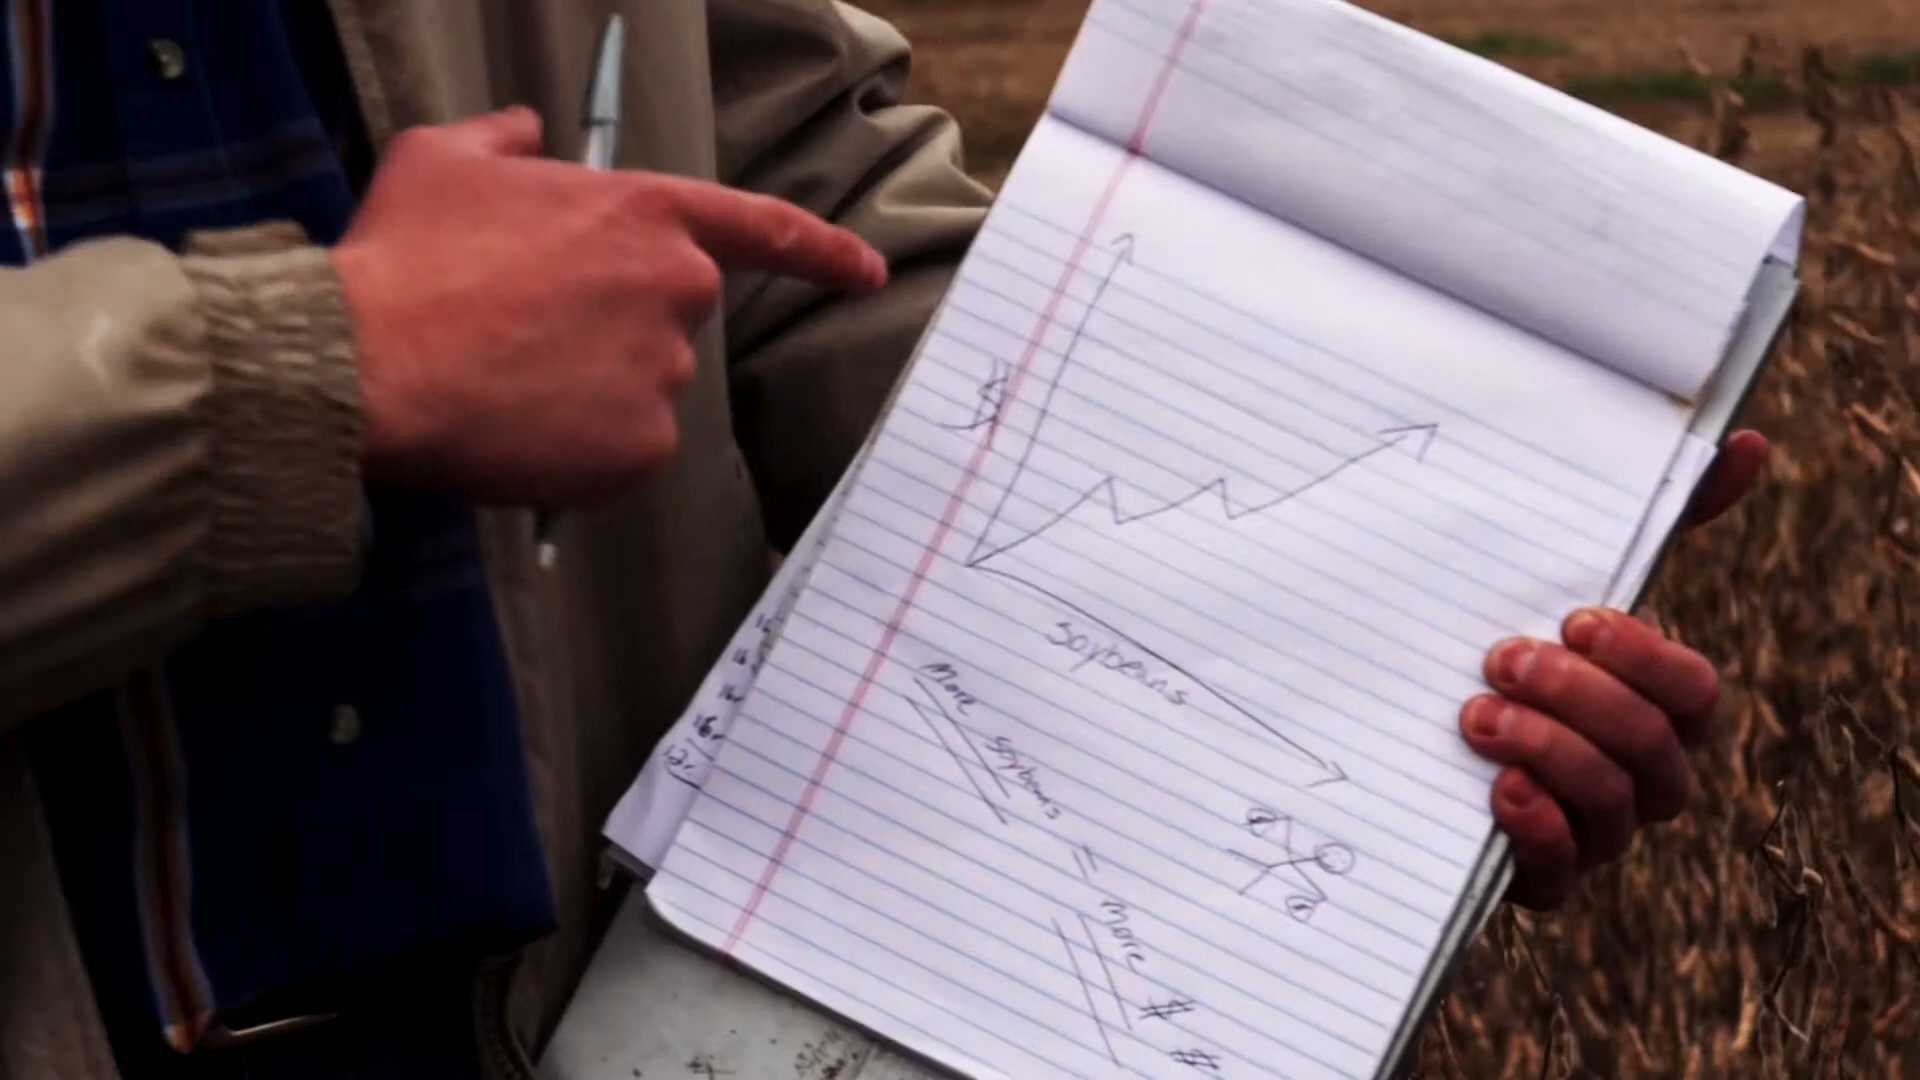 $
soybeans
more soybeans = more $
$